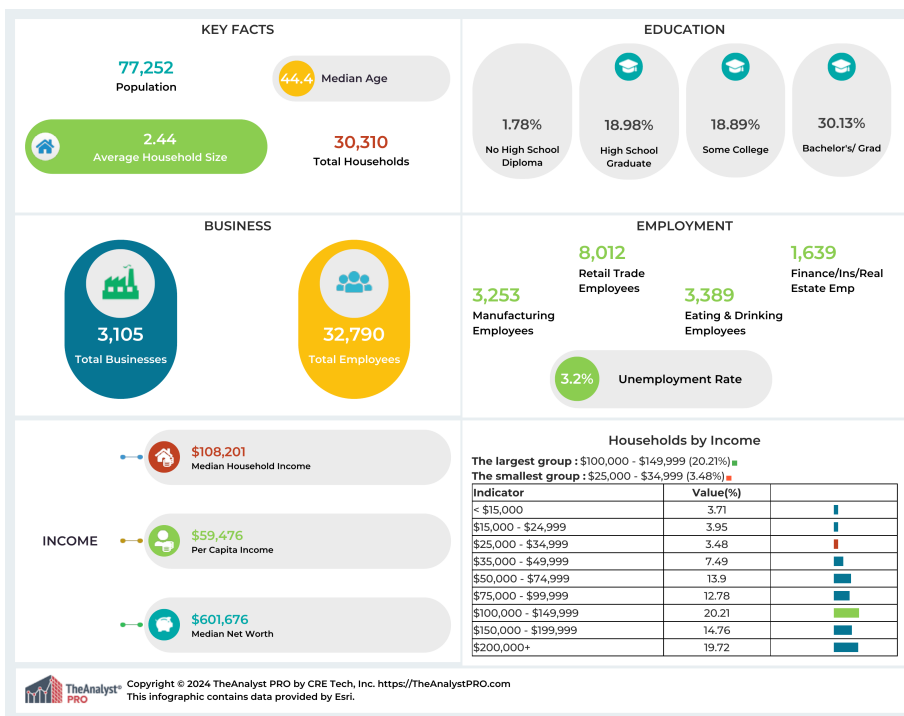 KEY FACTS
77,252
Population
44.4 Median Age
2.44
Average Household Size
30,310
Total Households
EDUCATION
1.78%
No High School
Diploma
18.98%
High School
Graduate
18.89%
Some College
30.13%
Bachelor's/ Grad
BUSINESS
3,105
Total Businesses
32,790
Total Employees
EMPLOYMENT
3,253
Manufacturing
Employees
8,012
Retail Trade
Employees
3,389
Eating & Drinking
Employees
1,639
Finance/Ins/Real
Estate Emp
3.2% Unemployment Rate
INCOME
$108,201
Median Household Income
$59,476
Per Capita Income
$601,676
Median Net Worth
Households by Income
The largest group : $100,000 - $149,999 (20.21%)
The smallest group : $25,000 - $34,999 (3.48%)
Indicator Value(%)
< $15,000 3.71
$15,000 - $24,999 3.95
$25,000 - $34,999 3.48
$35,000 - $49,999 7.49
$50,000 - $74,999 13.9
$75,000 - $99,999 12.78
$100,000 - $149,999 20.21
$150,000 - $199,999 14.76
$200,000+ 19.72
TheAnalyst®
PRO
Copyright © 2024 TheAnalyst PRO by CRE Tech, Inc. https://TheAnalystPRO.com
This infographic contains data provided by Esri.